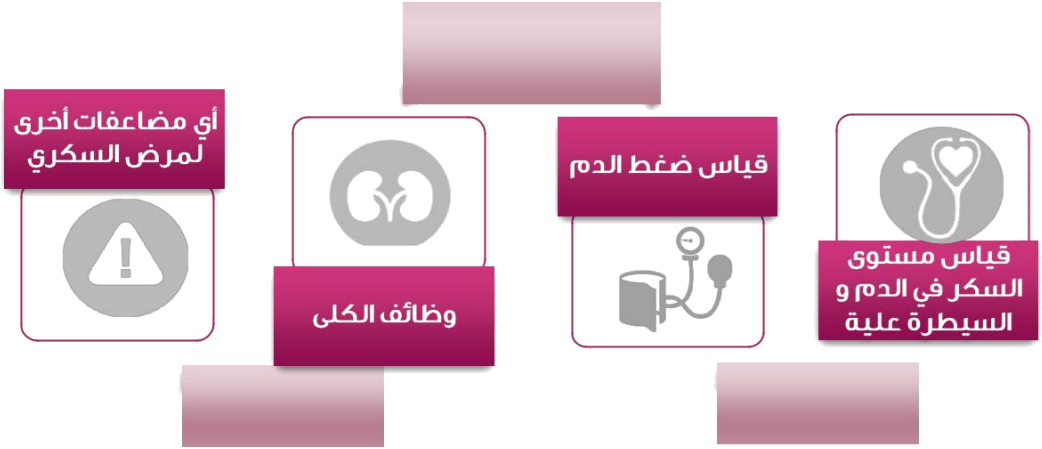 قياس مستوى
السكر في الدم و
السيطرة علية
قياس ضغط الدم
وظائف الكلى
أي مضاعفات أخرى
لمرض السكري